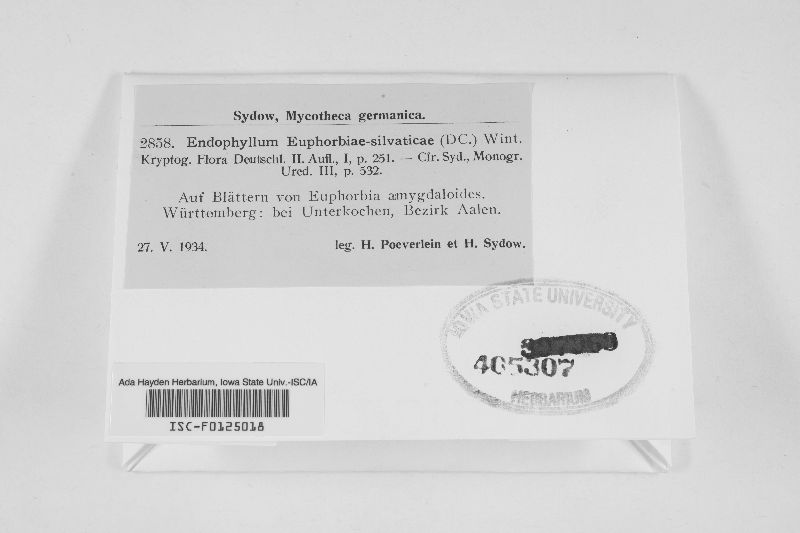 Sydow, Mycotheca germanica.
2858. Endophyllum Euphorbiae-silvaticae (DC.) Wint.
Kryptog. Flora Deutschl. II. Aufl., I, p. 251. — Cfr. Syd., Monogr.
Ured. III, p. 532.
Auf Blättern von Euphorbia amygdaloides.
Württemberg: bei Unterkochen, Bezirk Aalen.
27. V. 1934. leg. H. Poeverlein et H. Sydow.
IOWA STATE UNIVERSITY
405307
HERBARIUM
Ada Hayden Herbarium, Iowa State Univ.-ISC/IA
ISC-F0125018